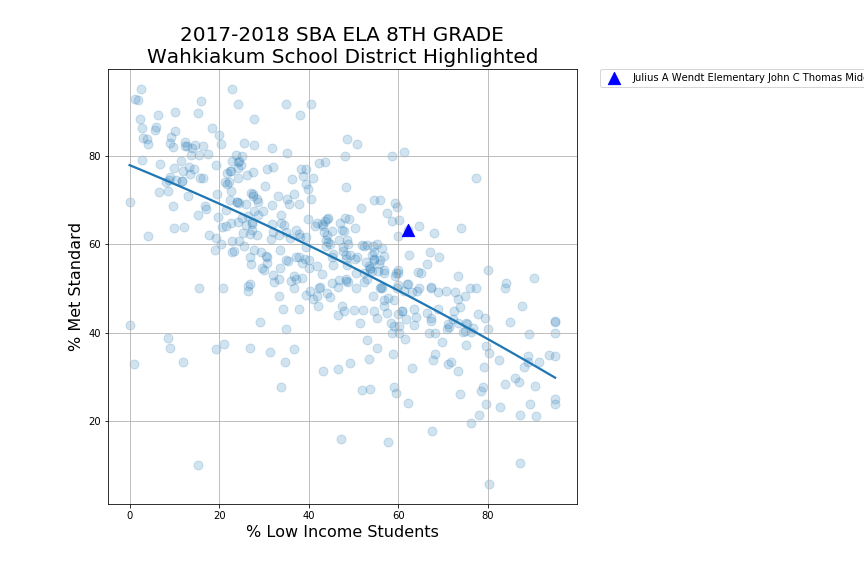 2017-2018 SBA ELA 8TH GRADE
Wahkiakum School District Highlighted
Julius A Wendt Elementary John C Thomas
80
60
40
20
% Met Standard
0 20 40 60 80
% Low Income Students